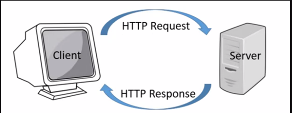 HTTP Request
Client
Server
HTTP Response